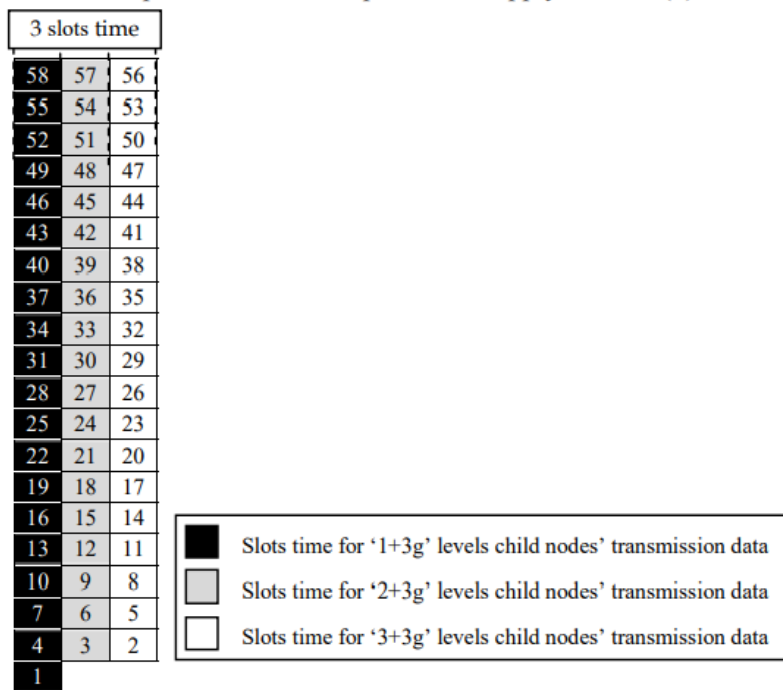 3 slots time
58 57 56
55 54 53
52 51 50
49 48 47
46 45 44
43 42 41
40 39 38
37 36 35
34 33 32
31 30 29
28 27 26
25 24 23
22 21 20
19 18 17
16 15 14
13 12 11
10 9 8
7 6 5
4 3 2
1
Slots time for '1+3g' levels child nodes' transmission data
Slots time for '2+3g' levels child nodes' transmission data
Slots time for '3+3g' levels child nodes' transmission data